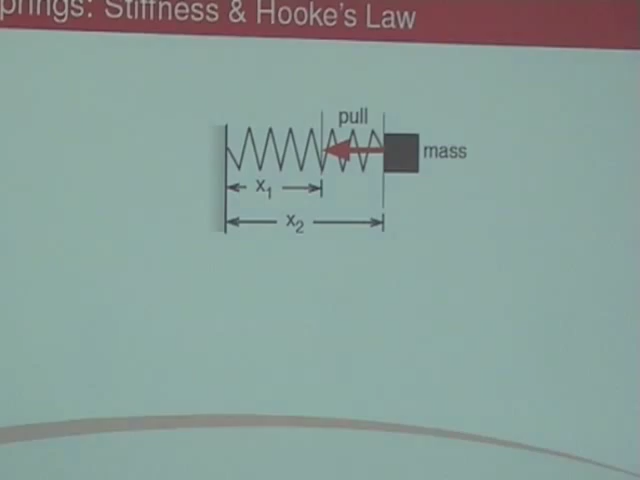 prings: Stiffness & Hooke's Law
pull
mass
x₁
x₂